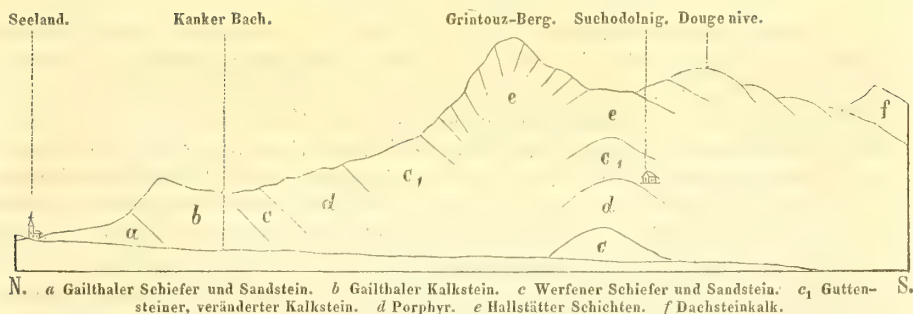 Seeland. Kanker Bach. Grintouz-Berg. Suchodolnig. Douge nive.
e
e
f
c₁
c₁
a b c d d
c
N. a Gailthaler Schiefer und Sandstein. b Gailthaler Kalkstein. c Werfener Schiefer und Sandstein. c₁ Gutten- S.
steiner, veränderter Kalkstein. d Porphyr. e Hallstätter Schichten. f Dachsteinkalk.